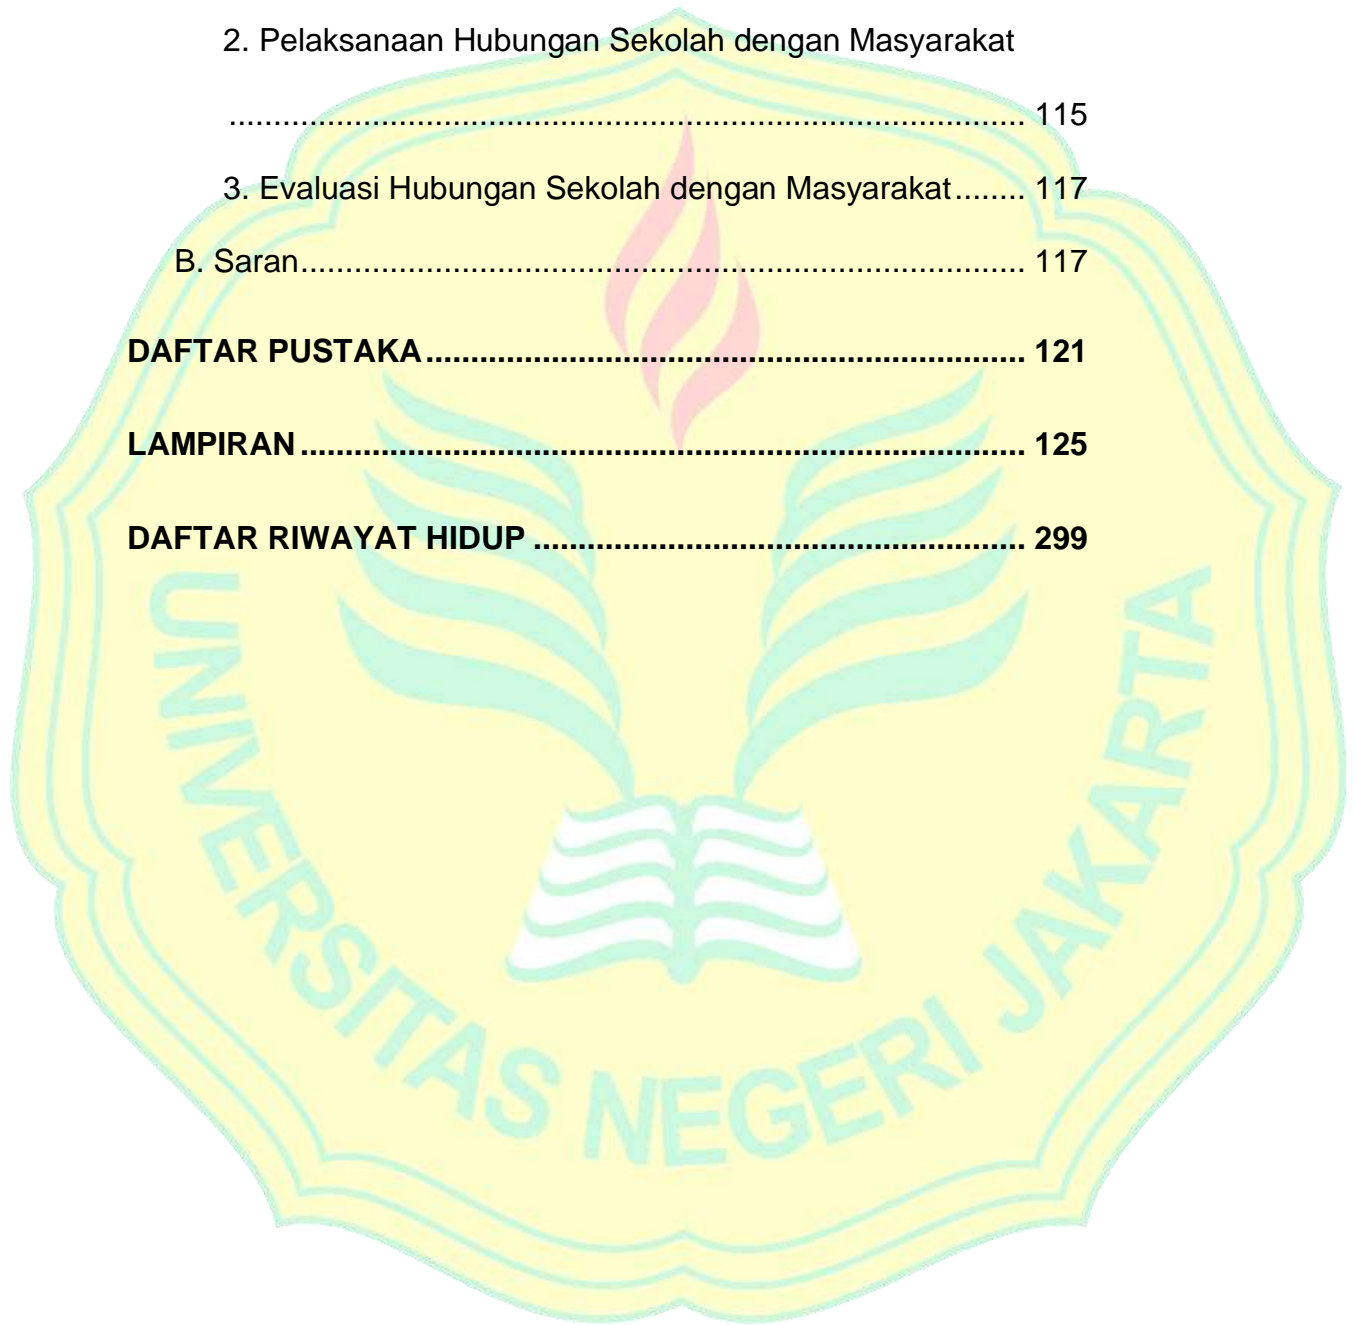 2. Pelaksanaan Hubungan Sekolah dengan Masyarakat
......................................................................................... 115
3. Evaluasi Hubungan Sekolah dengan Masyarakat........ 117
B. Saran................................................................................. 117
DAFTAR PUSTAKA................................................................... 121
LAMPIRAN................................................................................. 125
DAFTAR RIWAYAT HIDUP....................................................... 299
UNIVERSITAS NEGERI JAKARTA